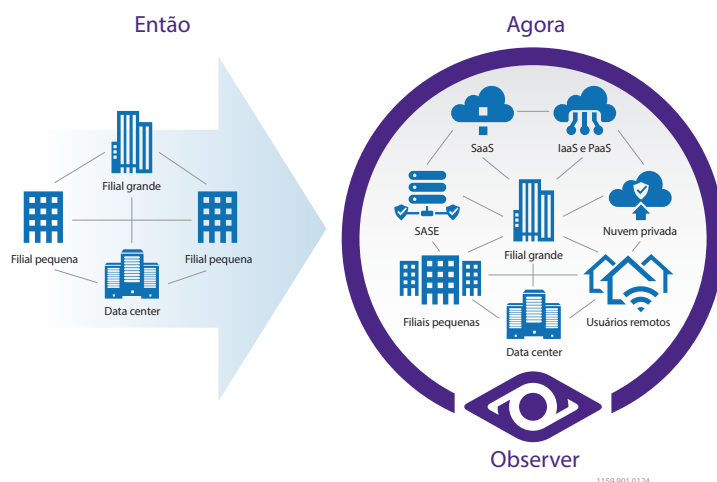 Então
Agora
Filial grande
Filial pequena
Filial pequena
Data center
SaaS
IaaS e PaaS
SASE
Filial grande
Nuvem privada
Filiais pequenas
Data center
Usuários remotos
Observer
1159.901.0124